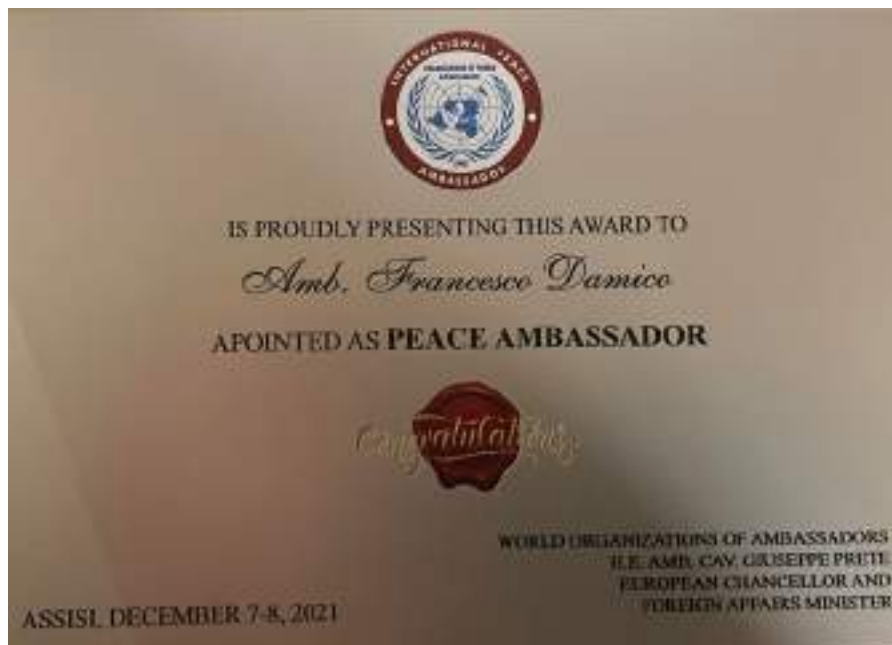 INTERNATIONAL PEACE
AMBASSADOR
IS PROUDLY PRESENTING THIS AWARD TO
Amb. Francesco Damico
APOINTED AS PEACE AMBASSADOR
Congratulations
WORLD ORGANIZATIONS OF AMBASSADORS
H.E. AMB. CAV. GIUSEPPE PRETE
EUROPEAN CHANCELLOR AND
FOREIGN AFFAIRS MINISTER
ASSISI, DECEMBER 7-8, 2021